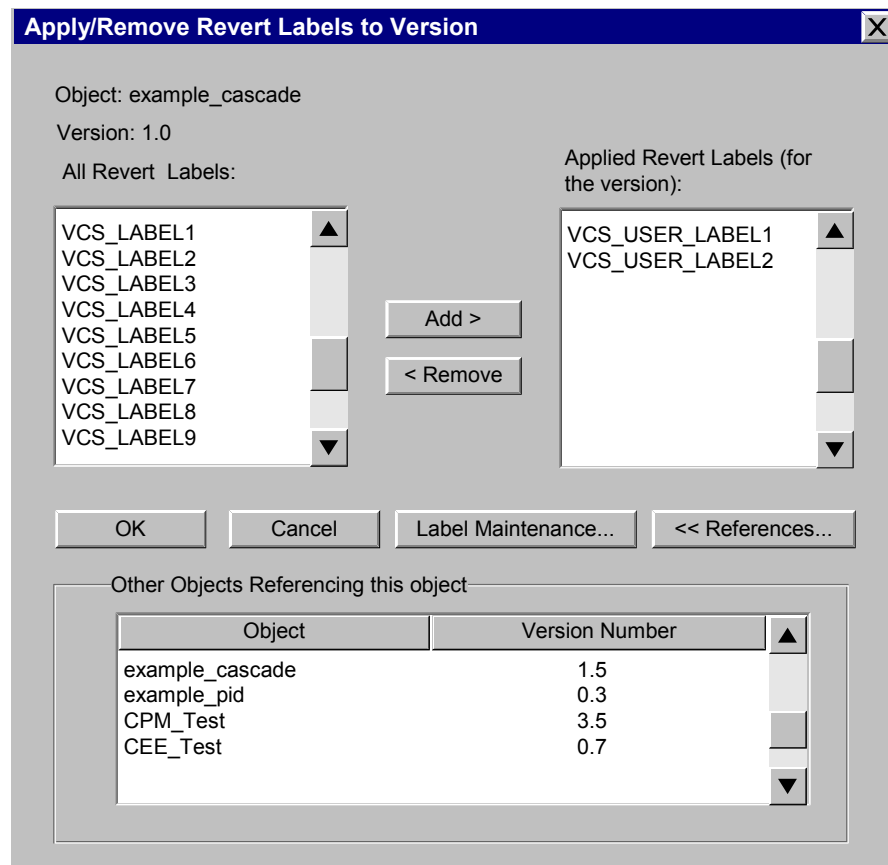 Apply/Remove Revert Labels to Version
X
Object: example_cascade
Version: 1.0
All Revert  Labels:
Applied Revert Labels (for
the version):
VCS_LABEL1
VCS_LABEL2
VCS_LABEL3
VCS_LABEL4
VCS_LABEL5
VCS_LABEL6
VCS_LABEL7
VCS_LABEL8
VCS_LABEL9
Add >
< Remove
VCS_USER_LABEL1
VCS_USER_LABEL2
OK Cancel Label Maintenance... << References...
Other Objects Referencing this object
Object Version Number
example_cascade 1.5
example_pid 0.3
CPM_Test 3.5
CEE_Test 0.7